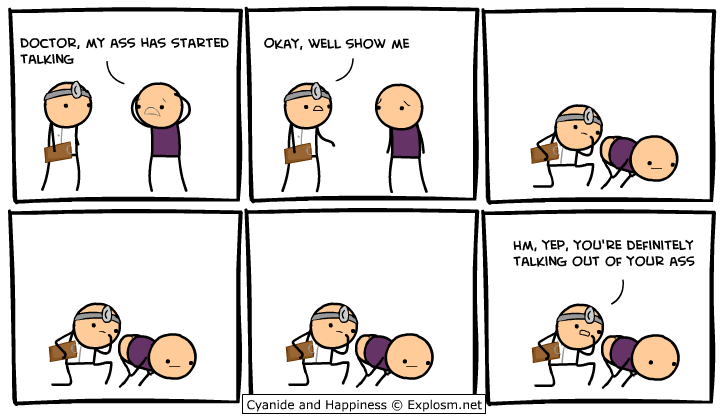 DOCTOR, MY ASS HAS STARTED
TALKING
OKAY, WELL SHOW ME
HM, YEP, YOU'RE DEFINITELY
TALKING OUT OF YOUR ASS
Cyanide and Happiness © Explosm.net